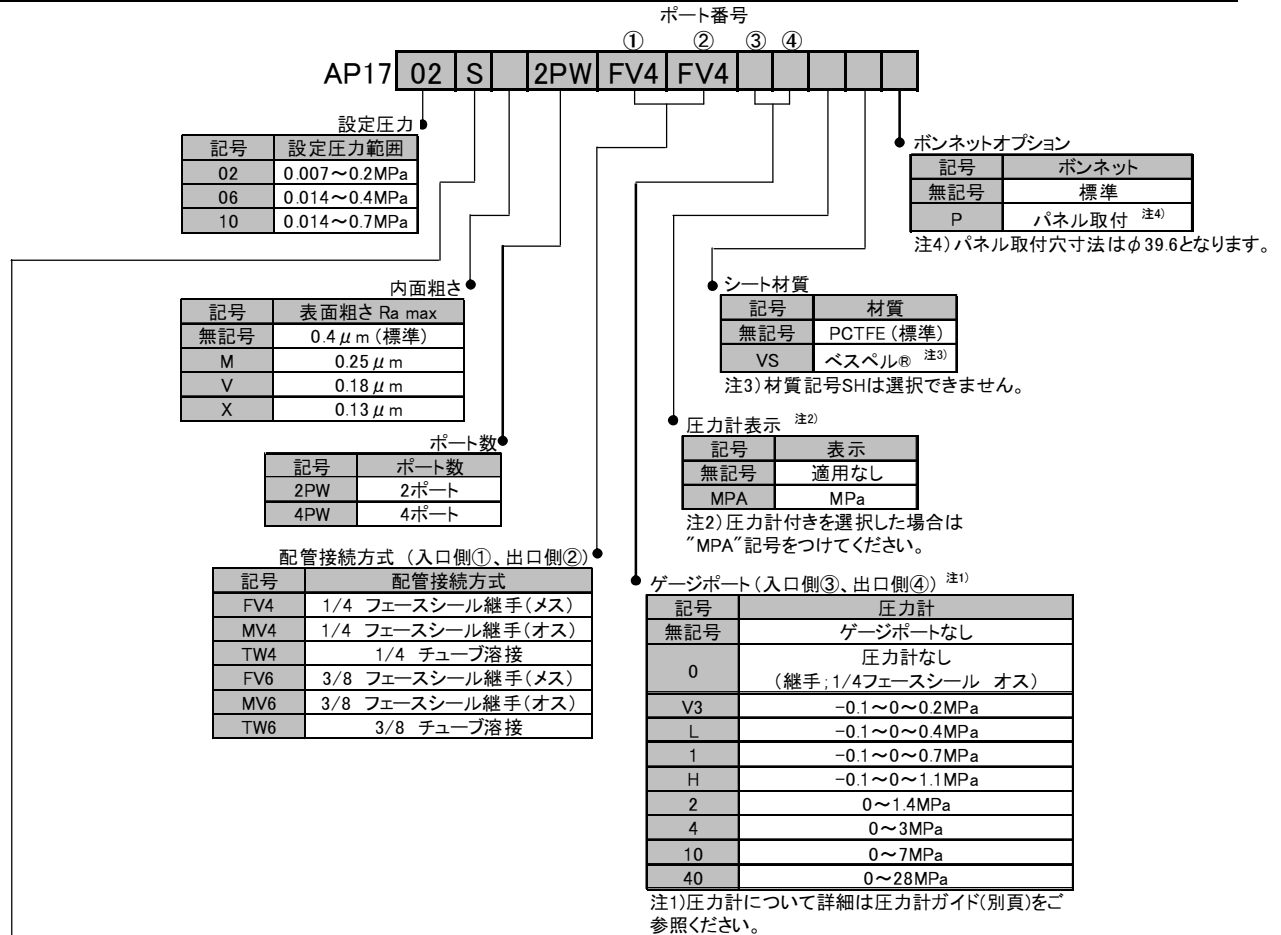 ポート番号
① ② ③ ④
AP17 02 S 2PW FV4 FV4
設定圧力
記号 設定圧力範囲
02 0.007～0.2MPa
06 0.014～0.4MPa
10 0.014～0.7MPa
ボンネットオプション
記号 ボンネット
無記号 標準
P パネル取付 注4)
注4)パネル取付穴寸法はφ39.6となります。
内面粗さ
記号 表面粗さ Ra max
無記号 0.4μm(標準)
M 0.25μm
V 0.18μm
X 0.13μm
シート材質
記号 材質
無記号 PCTFE(標準)
VS ベスペル® 注3)
注3)材質記号SHは選択できません。
ポート数
記号 ポート数
2PW 2ポート
4PW 4ポート
圧力計表示 注2)
記号 表示
無記号 適用なし
MPA MPa
注2)圧力計付きを選択した場合は
"MPA"記号をつけてください。
配管接続方式 (入口側①、出口側②)
記号 配管接続方式
FV4 1/4 フェースシール継手(メス)
MV4 1/4 フェースシール継手(オス)
TW4 1/4 チューブ溶接
FV6 3/8 フェースシール継手(メス)
MV6 3/8 フェースシール継手(オス)
TW6 3/8 チューブ溶接
ゲージポート(入口側③、出口側④) 注1)
記号 圧力計
無記号 ゲージポートなし
0 圧力計なし
(継手;1/4フェースシール オス)
V3 -0.1～0～0.2MPa
L -0.1～0～0.4MPa
1 -0.1～0～0.7MPa
H -0.1～0～1.1MPa
2 0～1.4MPa
4 0～3MPa
10 0～7MPa
40 0～28MPa
注1)圧力計について詳細は圧力計ガイド(別頁)をご
参照ください。